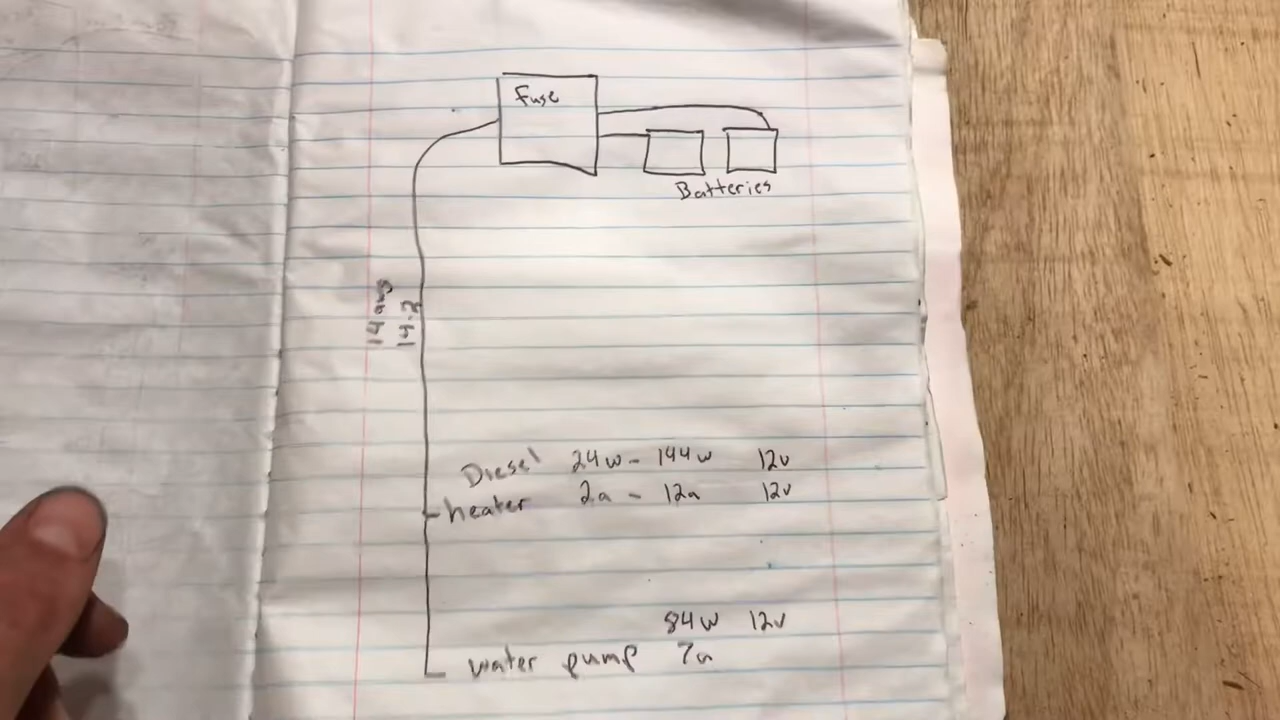 Fuse
Batteries
14 awg
14.2
Diesel 24w - 144w 12v
heater 2a - 12a 12v
84w 12v
water pump 7a